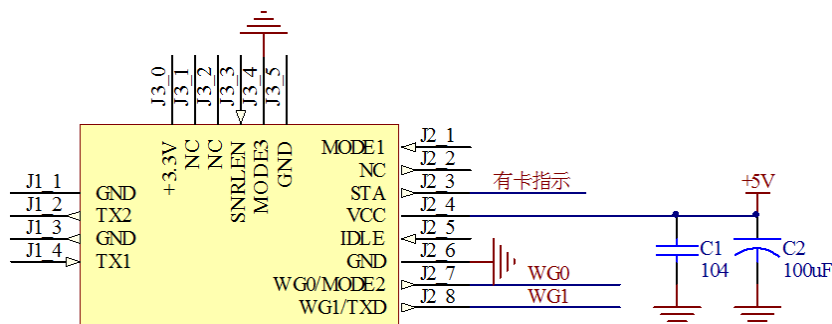 J3_0
J3_1
J3_2
J3_3
J3_4
J3_5
+3.3V
NC
NC
SNRLEN
MODE3
GND
J1_1
GND
J1_2
TX2
J1_3
GND
J1_4
TX1
MODE1
J2_1
NC
J2_2
STA
J2_3
有卡指示
VCC
J2_4
+5V
IDLE
J2_5
GND
J2_6
WG0/MODE2
J2_7
WG0
WG1/TXD
J2_8
WG1
C1
104
C2
100uF